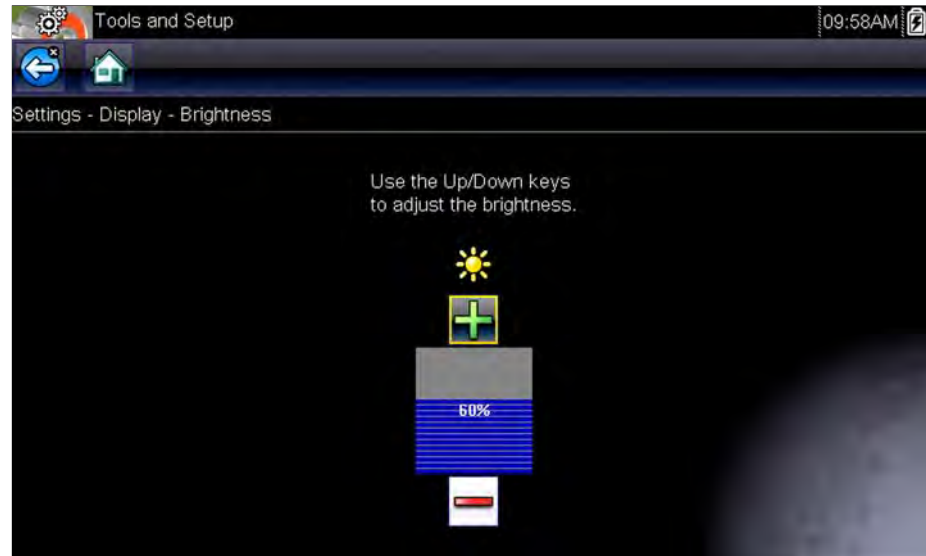 Tools and Setup 09:58AM
Settings - Display - Brightness
Use the Up/Down keys
to adjust the brightness.
60%